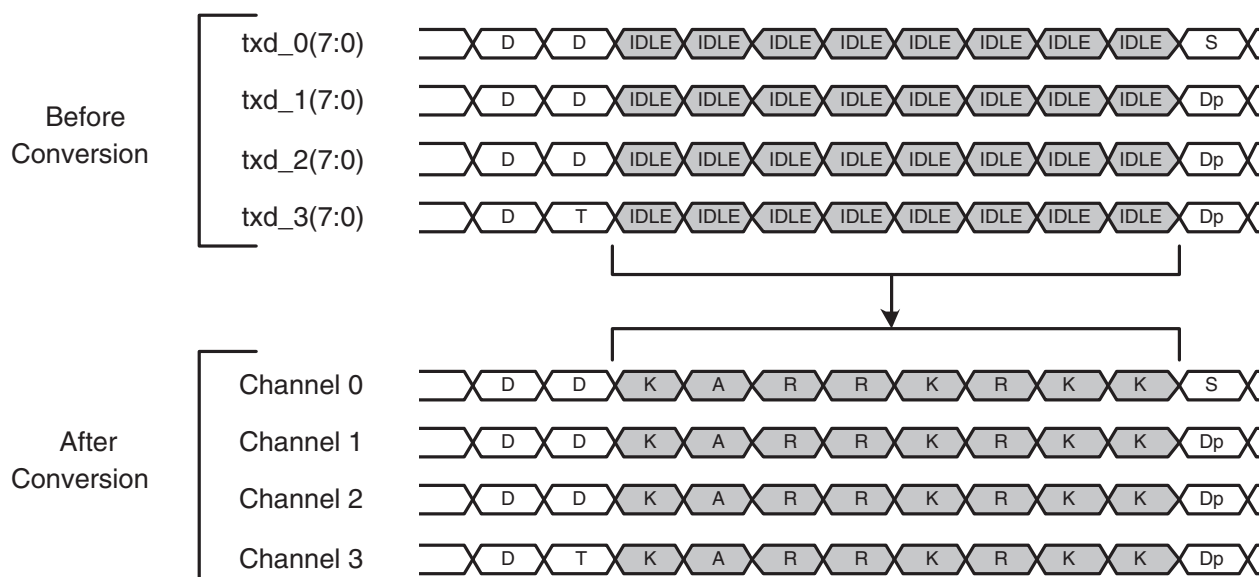 Before
Conversion
txd_0(7:0) D D IDLE IDLE IDLE IDLE IDLE IDLE IDLE IDLE S
txd_1(7:0) D D IDLE IDLE IDLE IDLE IDLE IDLE IDLE IDLE Dp
txd_2(7:0) D D IDLE IDLE IDLE IDLE IDLE IDLE IDLE IDLE Dp
txd_3(7:0) D T IDLE IDLE IDLE IDLE IDLE IDLE IDLE IDLE Dp
After
Conversion
Channel 0 D D K A R R K R K K S
Channel 1 D D K A R R K R K K Dp
Channel 2 D D K A R R K R K K Dp
Channel 3 D T K A R R K R K K Dp